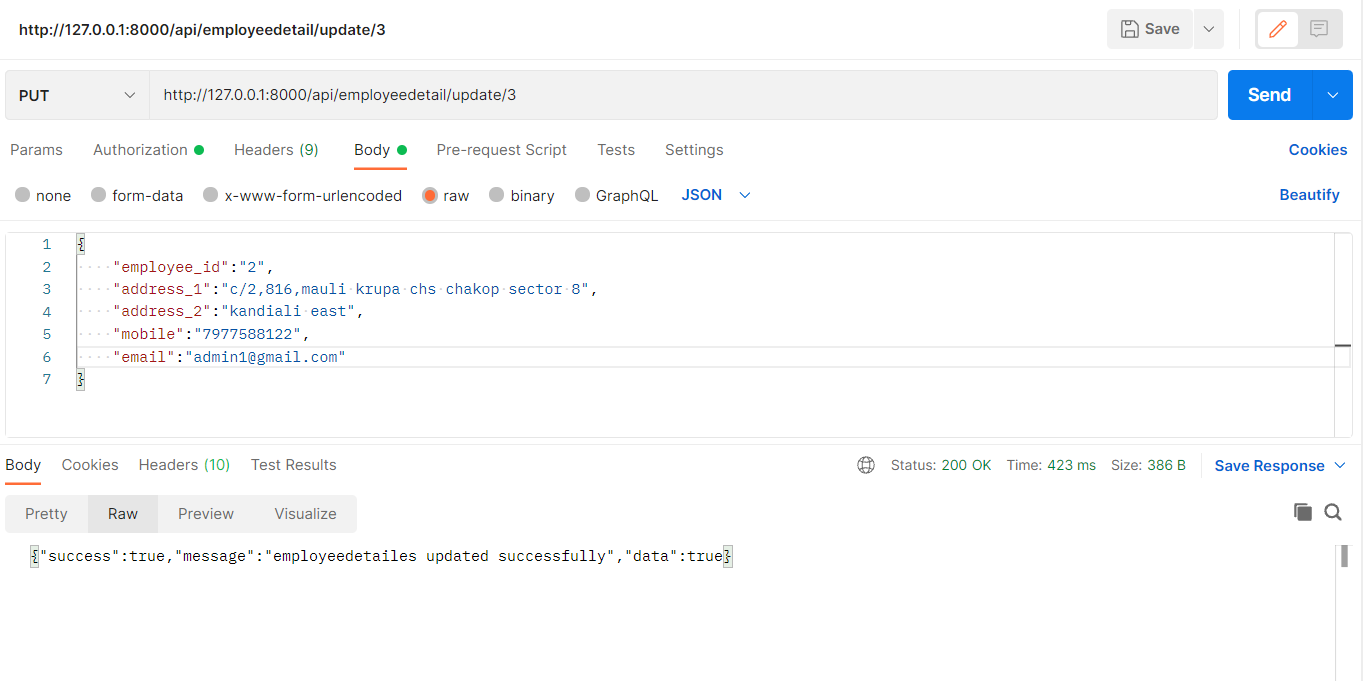 http://127.0.0.1:8000/api/employeedetail/update/3 Save
PUT http://127.0.0.1:8000/api/employeedetail/update/3 Send
Params Authorization Headers (9) Body Pre-request Script Tests Settings Cookies
none form-data x-www-form-urlencoded raw binary GraphQL JSON Beautify
1 {
2 "employee_id":"2",
3 "address_1":"c/2,816,mauli krupa chs chakop sector 8",
4 "address_2":"kandiali east",
5 "mobile":"7977588122",
6 "email":"admin1@gmail.com"
7 }
Body Cookies Headers (10) Test Results Status: 200 OK Time: 423 ms Size: 386 B Save Response
Pretty Raw Preview Visualize
{"success":true,"message":"employeedetailes updated successfully","data":true}